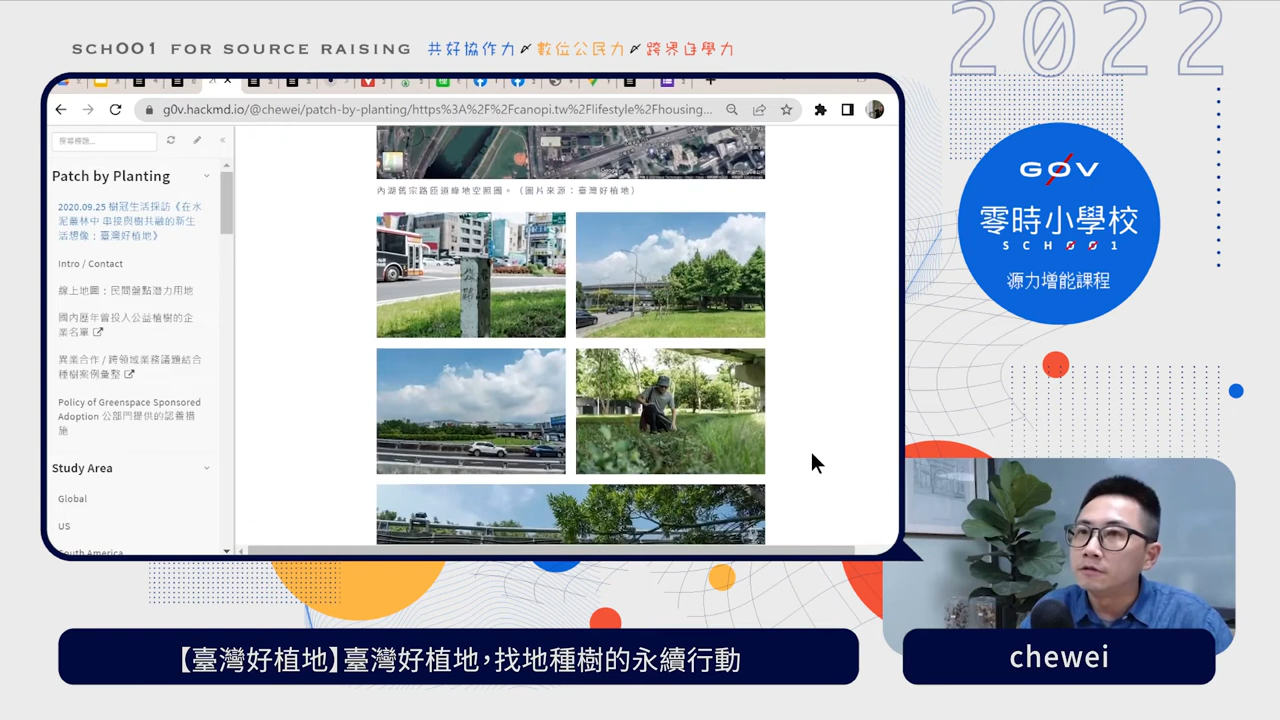 2022
SCHOO1 FOR SOURCE RAISING 共好協作力 數位公民力 跨界自學力
g0v.hackmd.io/@chewei/patch-by-planting/https%3A%2F%2Fcanopi.tw%2Flifestyle%2Fhousing...
搜尋標題...
Patch by Planting
2020.09.25 樹冠生活採訪《在水
泥叢林中 串接與樹共融的新生
活想像：臺灣好植地》
Intro / Contact
線上地圖：民間盤點潛力用地
國內歷年曾投入公益植樹的企
業名單
異業合作 / 跨領域業務議題結合
種樹案例彙整
Policy of Greenspace Sponsored
Adoption 公部門提供的認養措
施
Study Area
Global
US
South America
內湖舊宗路匝道綠地空照圖。（圖片來源：臺灣好植地）
G0V
零時小學校
SCH001
源力增能課程
【臺灣好植地】臺灣好植地，找地種樹的永續行動
chewei